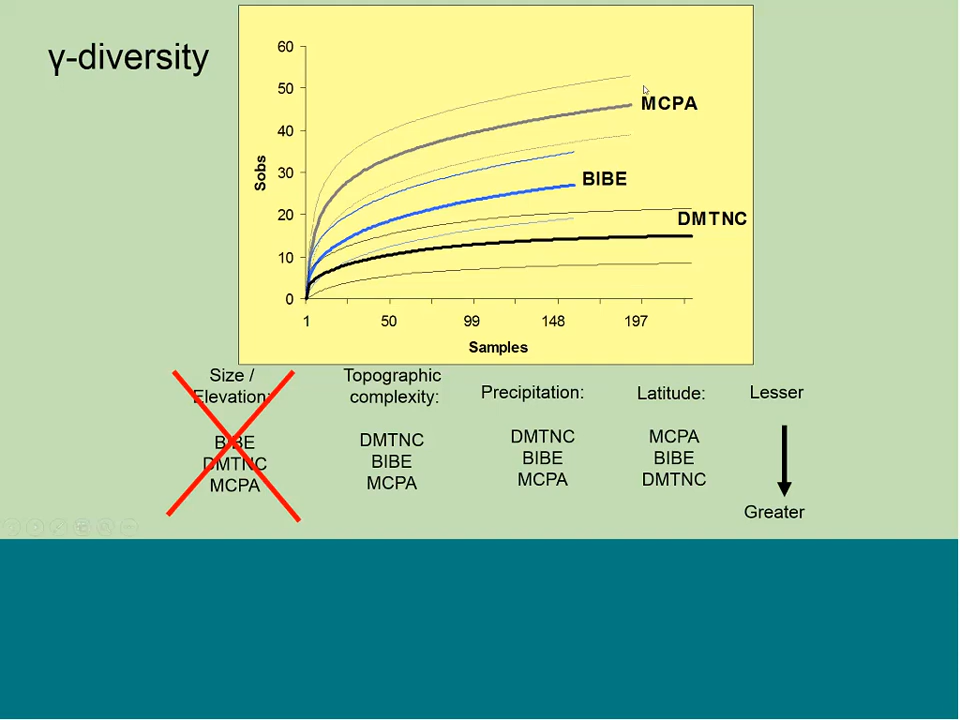 γ-diversity
60
50
40
30
20
10
0
Sobs
MCPA
BIBE
DMTNC
1 50 99 148 197
Samples
Size /
Elevation:
BIBE
DMTNC
MCPA
Topographic
complexity:
DMTNC
BIBE
MCPA
Precipitation:
DMTNC
BIBE
MCPA
Latitude:
MCPA
BIBE
DMTNC
Lesser
Greater